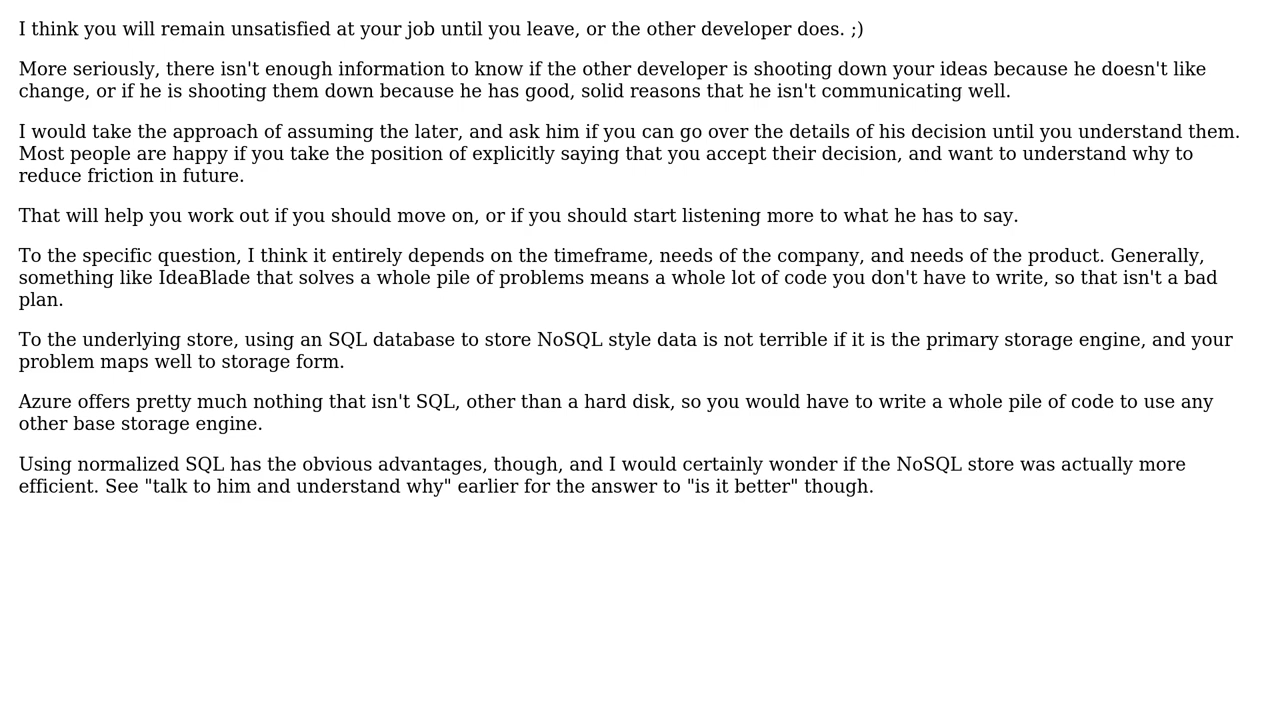 I think you will remain unsatisfied at your job until you leave, or the other developer does. ;)
More seriously, there isn't enough information to know if the other developer is shooting down your ideas because he doesn't like
change, or if he is shooting them down because he has good, solid reasons that he isn't communicating well.
I would take the approach of assuming the later, and ask him if you can go over the details of his decision until you understand them.
Most people are happy if you take the position of explicitly saying that you accept their decision, and want to understand why to
reduce friction in future.
That will help you work out if you should move on, or if you should start listening more to what he has to say.
To the specific question, I think it entirely depends on the timeframe, needs of the company, and needs of the product. Generally,
something like IdeaBlade that solves a whole pile of problems means a whole lot of code you don't have to write, so that isn't a bad
plan.
To the underlying store, using an SQL database to store NoSQL style data is not terrible if it is the primary storage engine, and your
problem maps well to storage form.
Azure offers pretty much nothing that isn't SQL, other than a hard disk, so you would have to write a whole pile of code to use any
other base storage engine.
Using normalized SQL has the obvious advantages, though, and I would certainly wonder if the NoSQL store was actually more
efficient. See "talk to him and understand why" earlier for the answer to "is it better" though.